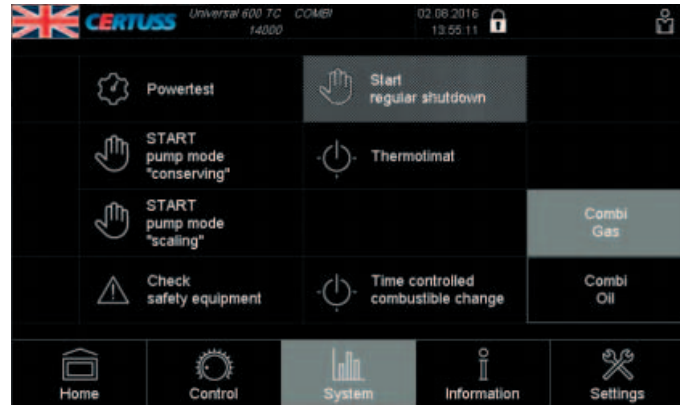 CERTUSS
Universal 600 TC COMBI
14000
02.08.2016
13:55:11
Powertest
Start
regular shutdown
START
pump mode
"conserving"
Thermotimat
START
pump mode
"scaling"
Combi
Gas
Check
safety equipment
Time controlled
combustible change
Combi
Oil
Home
Control
System
Information
Settings